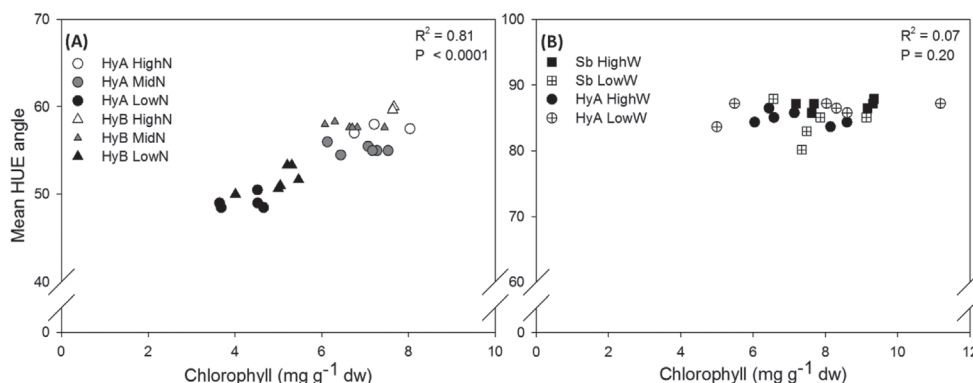 70
(A)
R² = 0.81
P < 0.0001
HyA HighN
HyA MidN
HyA LowN
HyB HighN
HyB MidN
HyB LowN
60
50
40
0
Mean HUE angle
0 2 4 6 8 10
Chlorophyll (mg g⁻¹ dw)
100
(B)
R² = 0.07
P = 0.20
Sb HighW
Sb LowW
HyA HighW
HyA LowW
90
80
70
60
0
0 2 4 6 8 10 12
Chlorophyll (mg g⁻¹ dw)